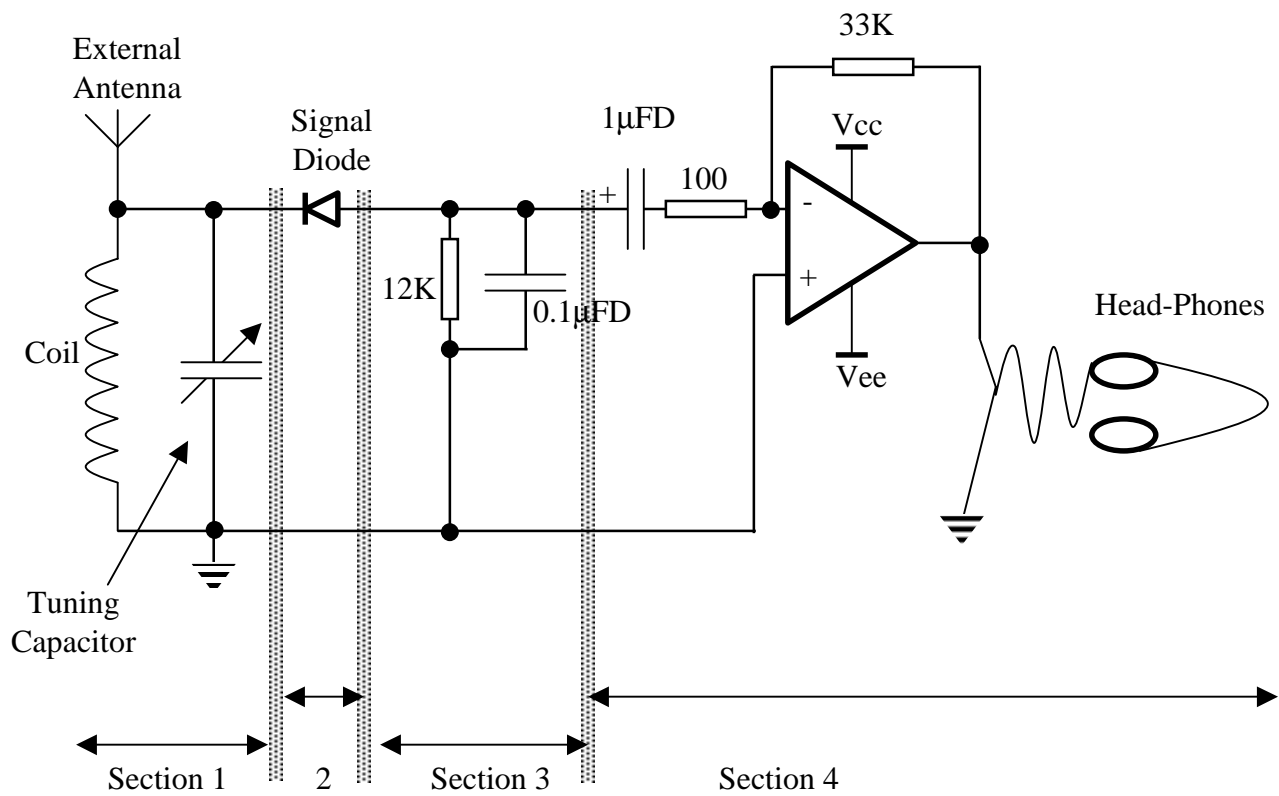 33K
External
Antenna
Signal
Diode
1μFD
Vcc
100
+
-
12K
+
0.1μFD
Head-Phones
Coil
Vee
Tuning
Capacitor
Section 1
2
Section 3
Section 4